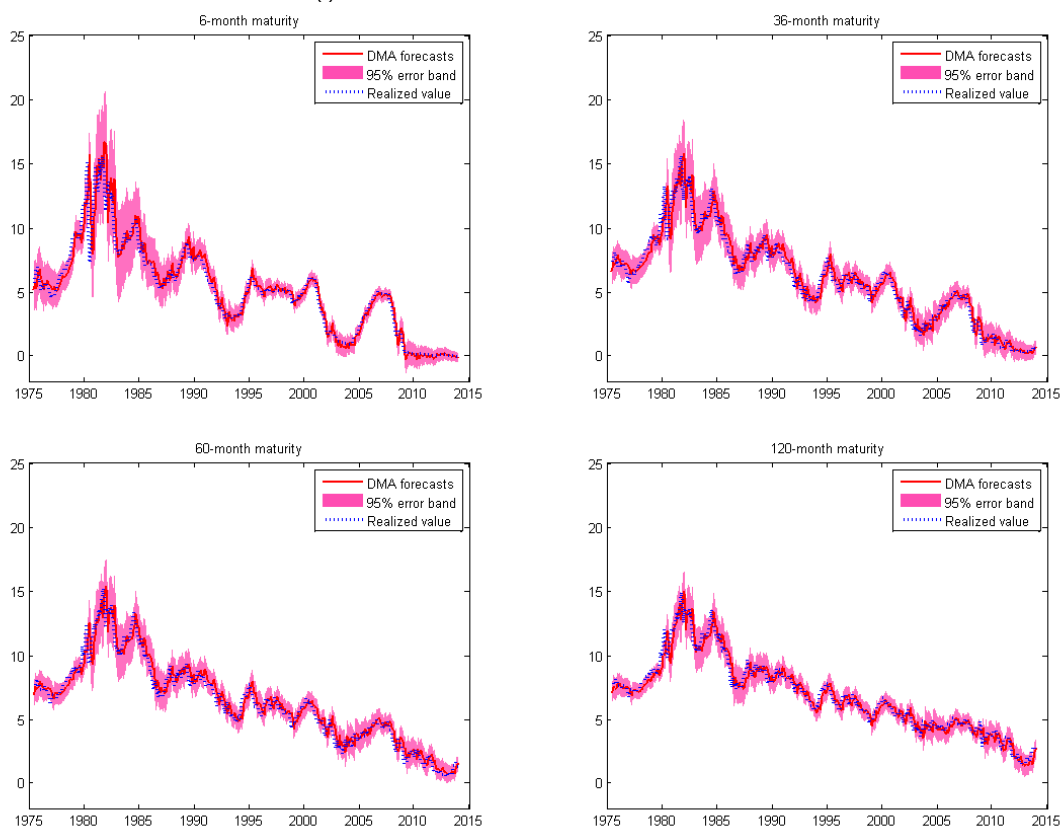 6-month maturity
25
20
15
10
5
0
1975 1980 1985 1990 1995 2000 2005 2010 2015
DMA forecasts
95% error band
Realized value
36-month maturity
25
20
15
10
5
0
1975 1980 1985 1990 1995 2000 2005 2010 2015
DMA forecasts
95% error band
Realized value
60-month maturity
25
20
15
10
5
0
1975 1980 1985 1990 1995 2000 2005 2010 2015
DMA forecasts
95% error band
Realized value
120-month maturity
25
20
15
10
5
0
1975 1980 1985 1990 1995 2000 2005 2010 2015
DMA forecasts
95% error band
Realized value